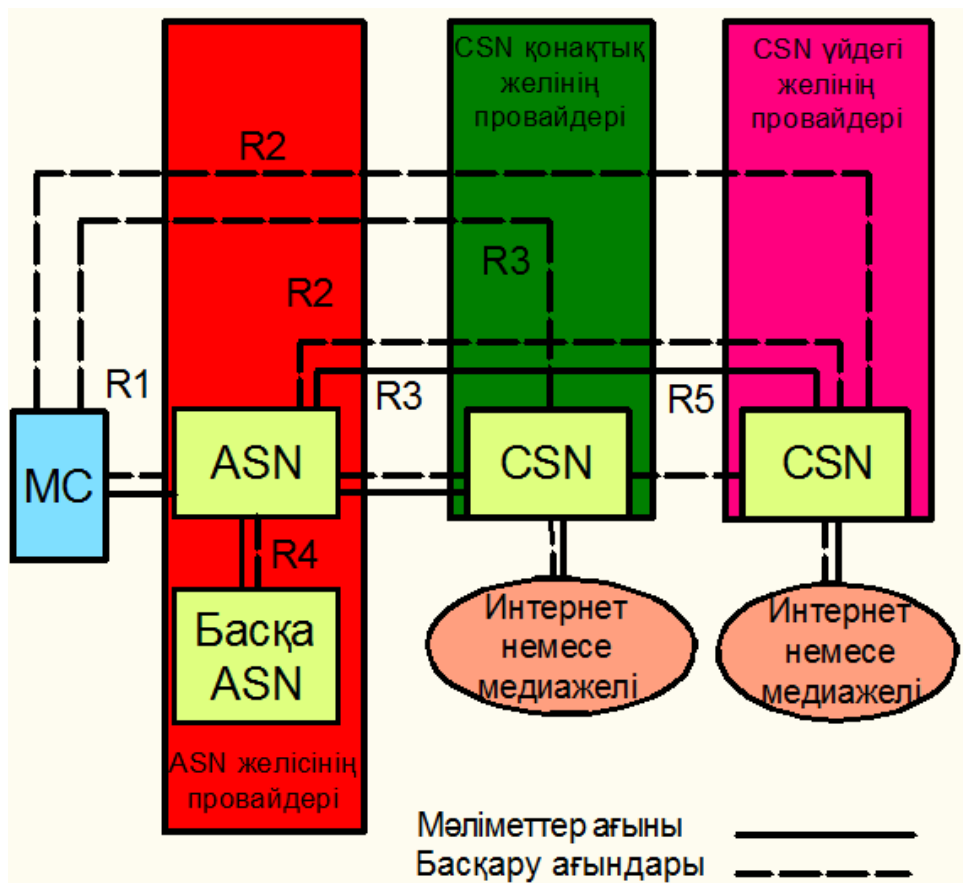 CSN қонақтық
желінің
провайдері
CSN үйдегі
желінің
провайдері
R2
R3
R2
R1
R3
R5
МС
ASN
CSN
CSN
R4
Басқа
ASN
Интернет
немесе
медиажелі
Интернет
немесе
медиажелі
ASN желісінің
провайдері
Мәліметтер ағыны
Басқару ағындары